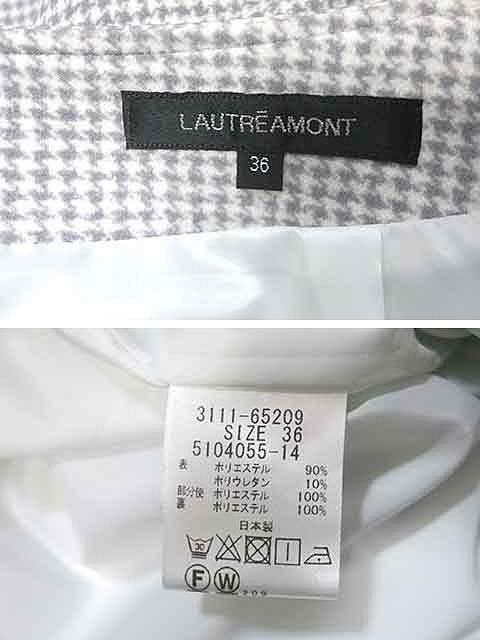 LAUTRĒAMONT
36
3111-65209
SIZE 36
5104055-14
表 ポリエステル 90%
ポリウレタン 10%
部分使 ポリエステル 100%
裏 ポリエステル 100%
日本製
30
F W